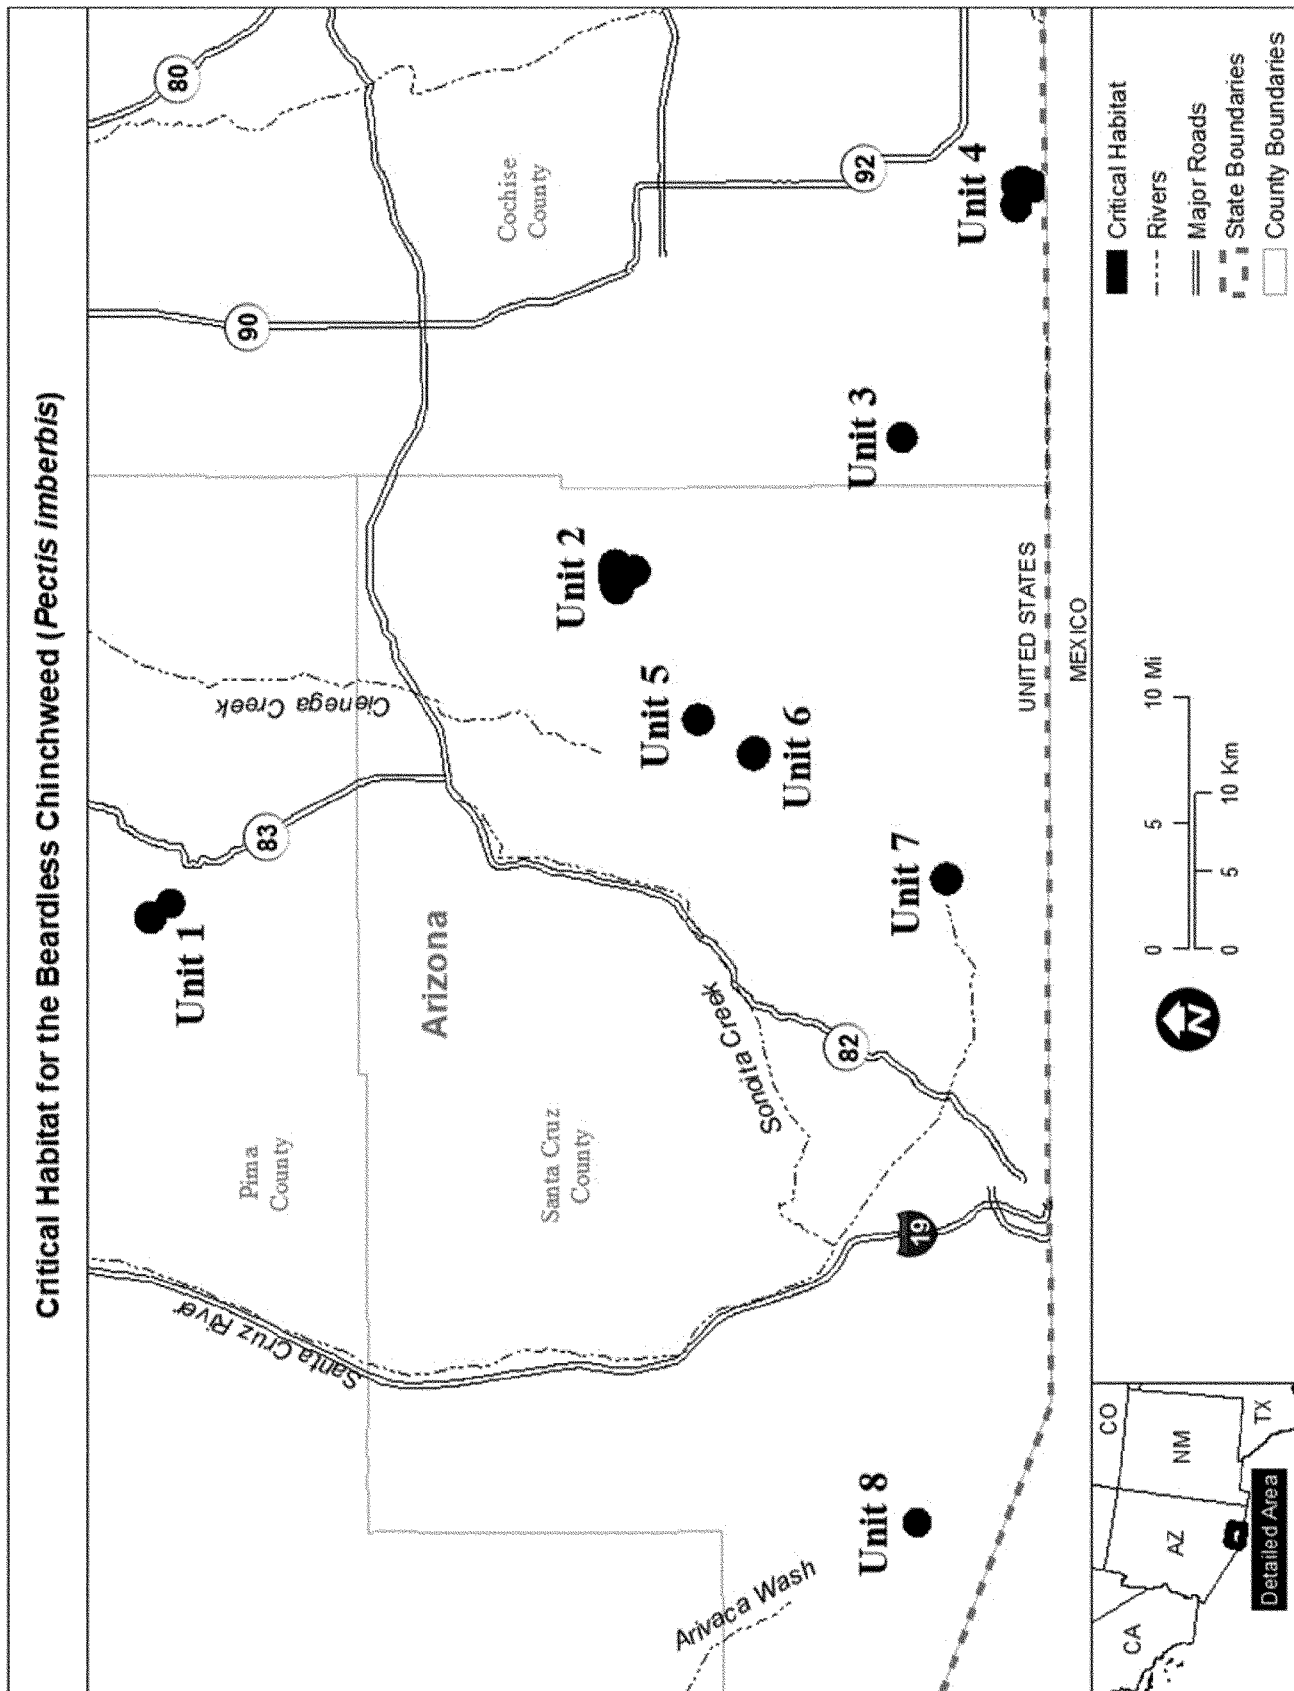 Critical Habitat for the Beardless Chinchweed (Pectis imberbis)
80
90
83
Unit 1
Cienega Creek
Pima
County
Santa Cruz River
Arizona
Cochise
County
Santa Cruz
County
Unit 2
Unit 5
Unit 6
Sonoita Creek
82
92
Unit 3
Unit 4
Unit 7
19
Unit 8
Arivaca Wash
UNITED STATES
MEXICO
CO
CA
AZ
NM
TX
Detailed Area
N
0 5 10 Mi
0 5 10 Km
Critical Habitat
Rivers
Major Roads
State Boundaries
County Boundaries